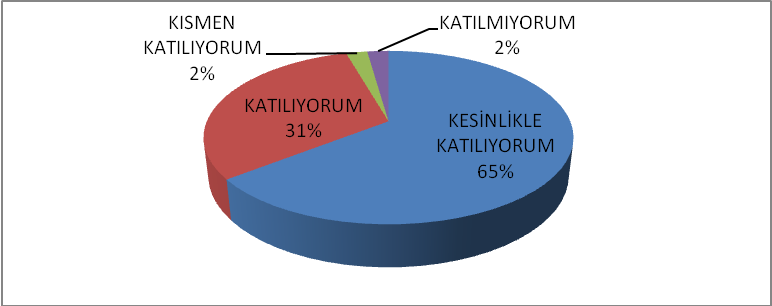 KISMEN
KATILIYORUM
2%
KATILMIYORUM
2%
KATILIYORUM
31%
KESİNLİKLE
KATILIYORUM
65%